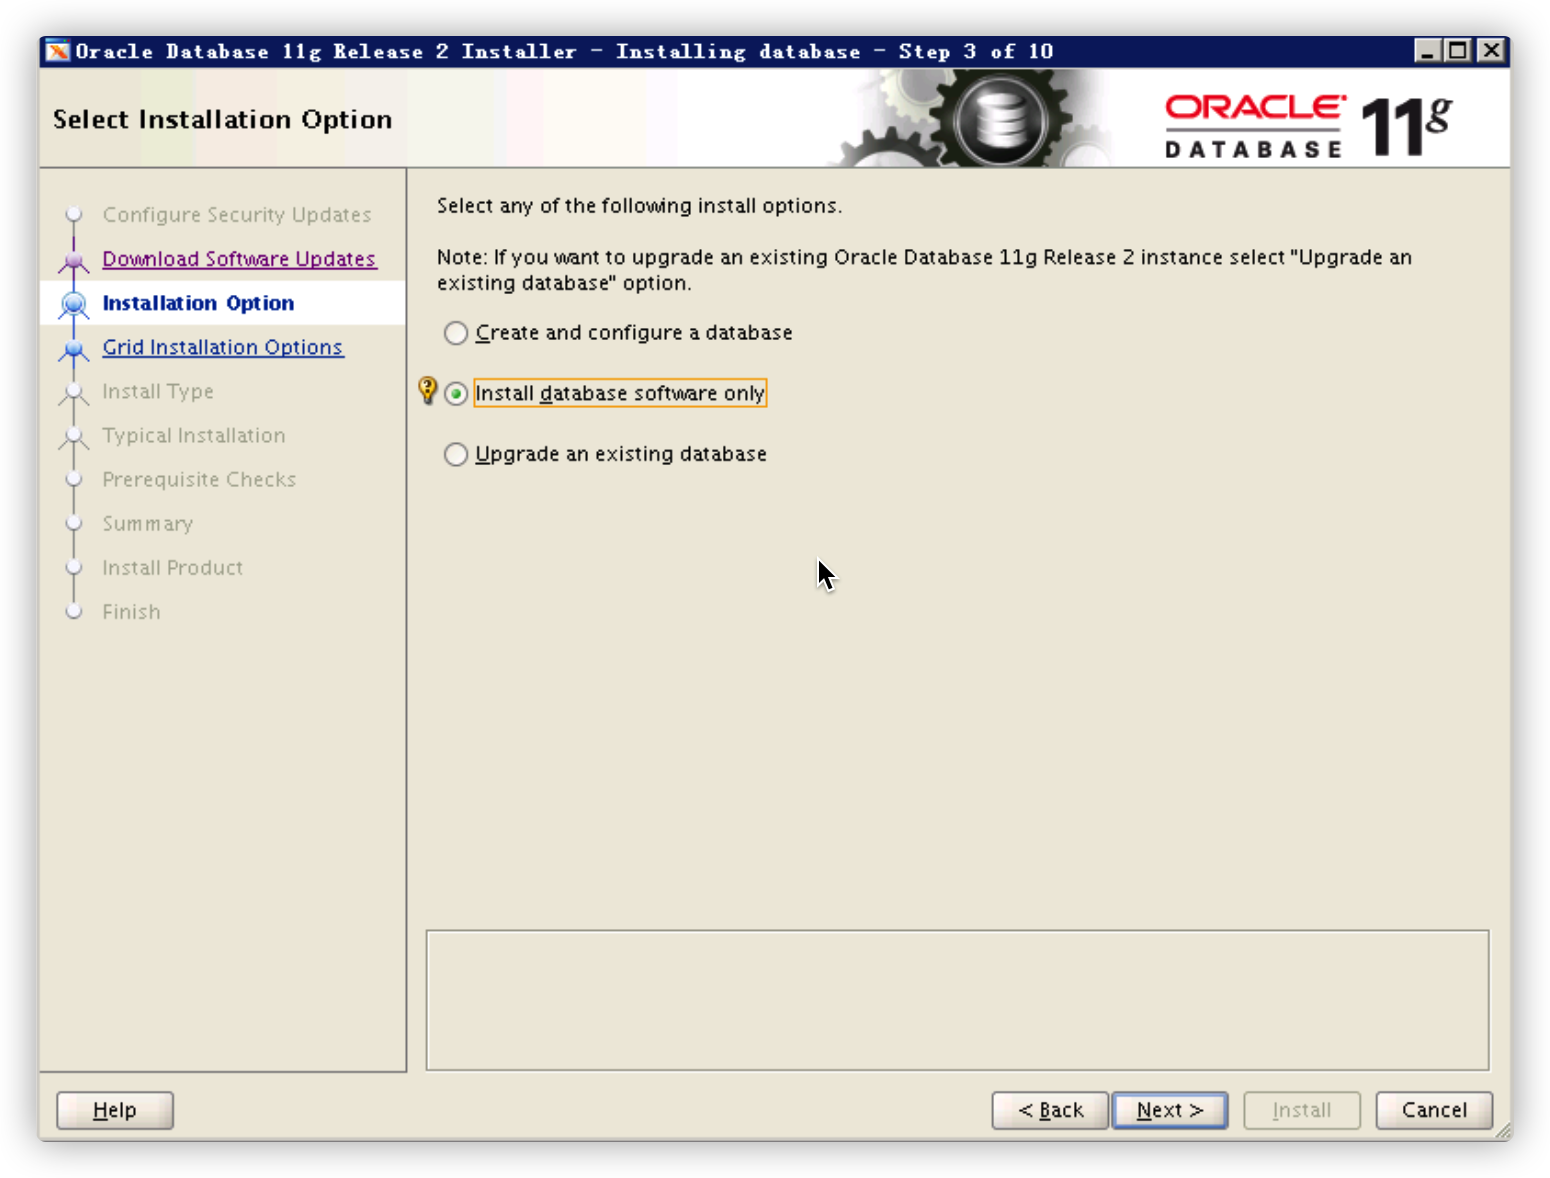 Oracle Database 11g Release 2 Installer - Installing database - Step 3 of 10
Select Installation Option
ORACLE
DATABASE
11g
Configure Security Updates
Download Software Updates
Installation Option
Grid Installation Options
Install Type
Typical Installation
Prerequisite Checks
Summary
Install Product
Finish
Select any of the following install options.
Note: If you want to upgrade an existing Oracle Database 11g Release 2 instance select "Upgrade an
existing database" option.
Create and configure a database
Install database software only
Upgrade an existing database
Help
< Back
Next >
Install
Cancel